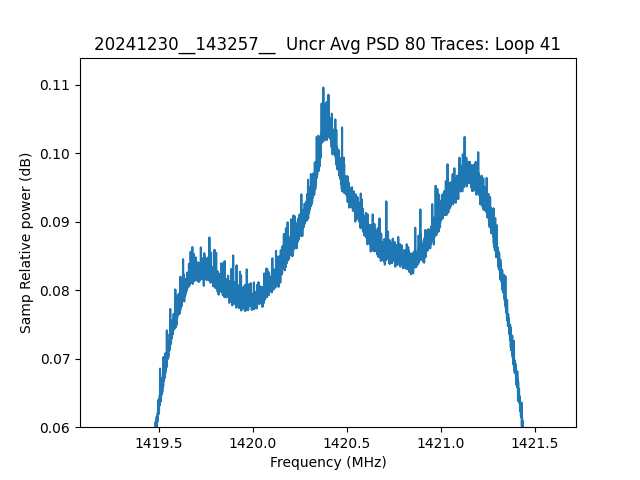 20241230__143257__  Uncr Avg PSD 80 Traces: Loop 41
0.11
0.10
0.09
0.08
0.07
0.06
Samp Relative power (dB)
1419.5 1420.0 1420.5 1421.0 1421.5
Frequency (MHz)